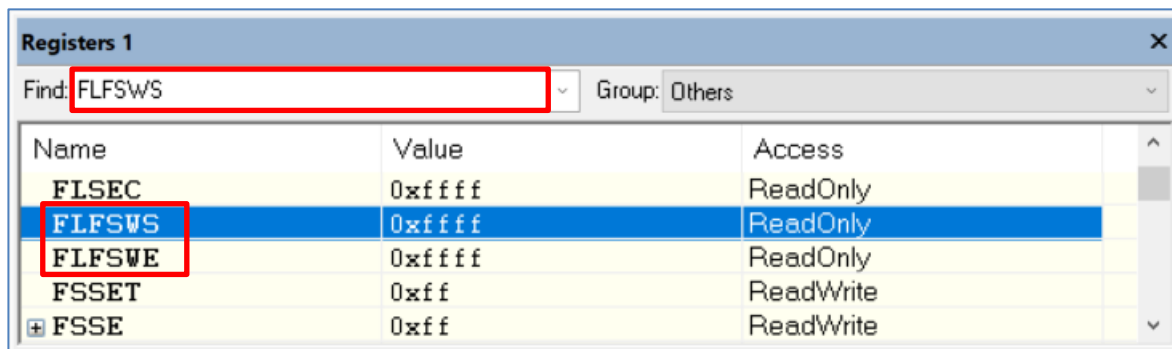 Registers 1
Find: FLFSWS Group: Others
Name Value Access
FLSEC 0xffff ReadOnly
FLFSWS 0xffff ReadOnly
FLFSWE 0xffff ReadOnly
FSSET 0xff ReadWrite
FSSE 0xff ReadWrite